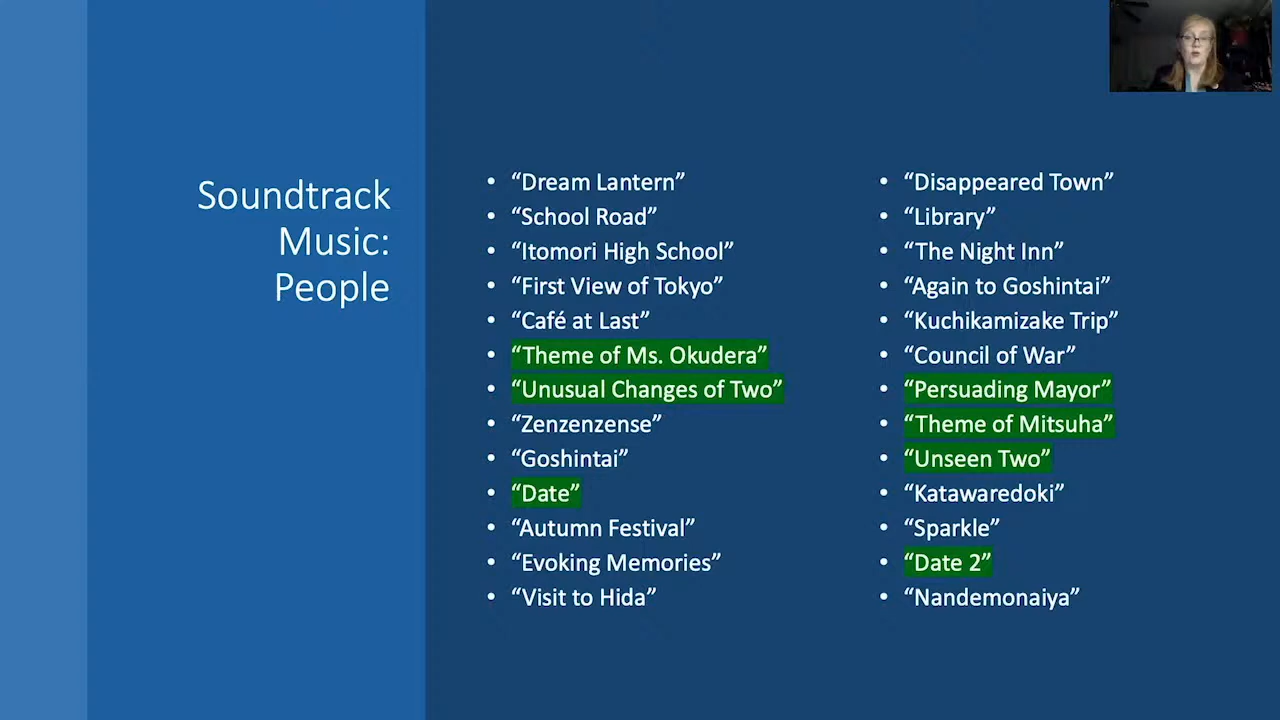 Soundtrack
Music:
People
• “Dream Lantern”
• “School Road”
• “Itomori High School”
• “First View of Tokyo”
• “Café at Last”
• “Theme of Ms. Okudera”
• “Unusual Changes of Two”
• “Zenzenzense”
• “Goshintai”
• “Date”
• “Autumn Festival”
• “Evoking Memories”
• “Visit to Hida”
• “Disappeared Town”
• “Library”
• “The Night Inn”
• “Again to Goshintai”
• “Kuchikamizake Trip”
• “Council of War”
• “Persuading Mayor”
• “Theme of Mitsuha”
• “Unseen Two”
• “Katawaredoki”
• “Sparkle”
• “Date 2”
• “Nandemonaiya”